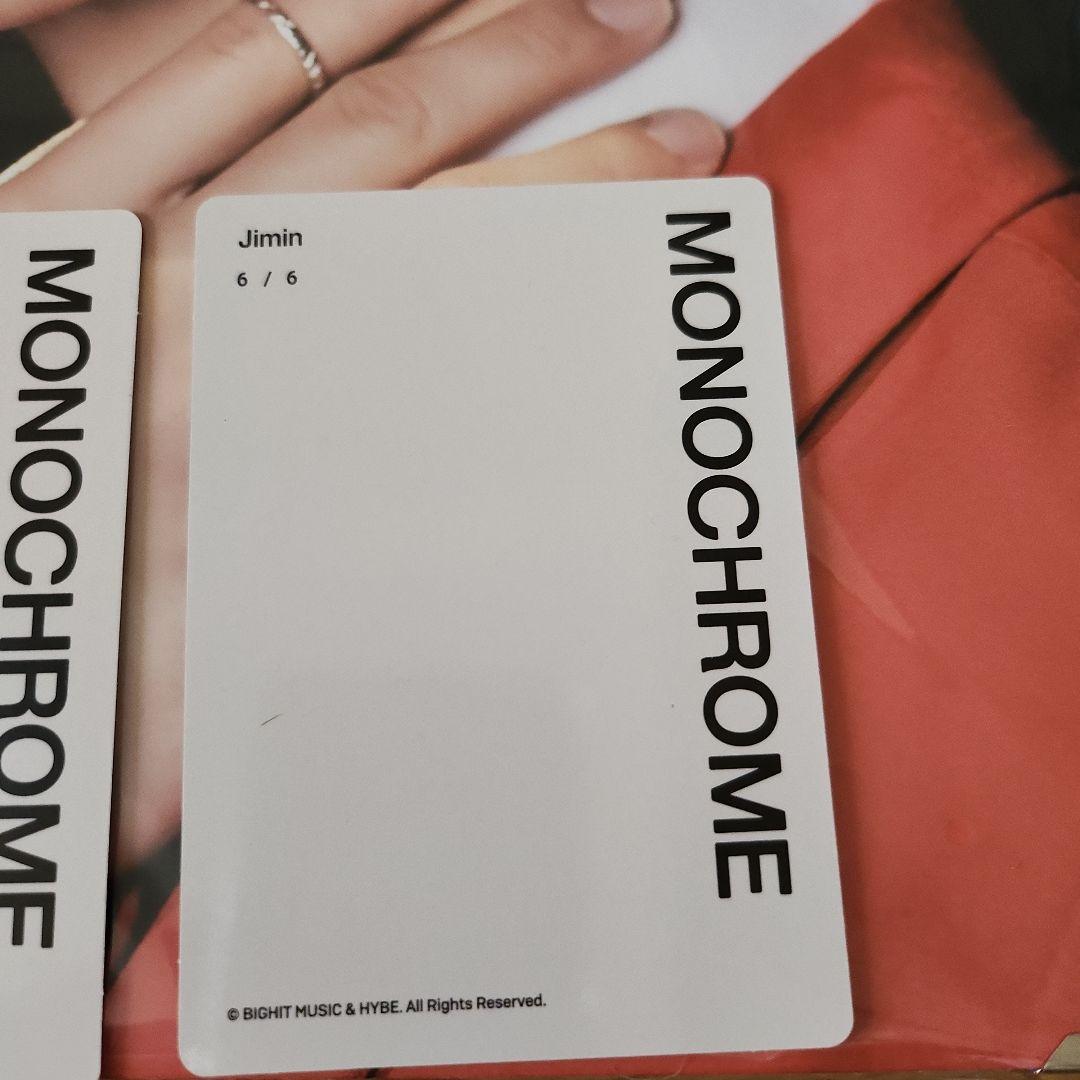 MONOCHROME
Jimin
6 / 6
MONOCHROME
© BIGHIT MUSIC & HYBE. All Rights Reserved.